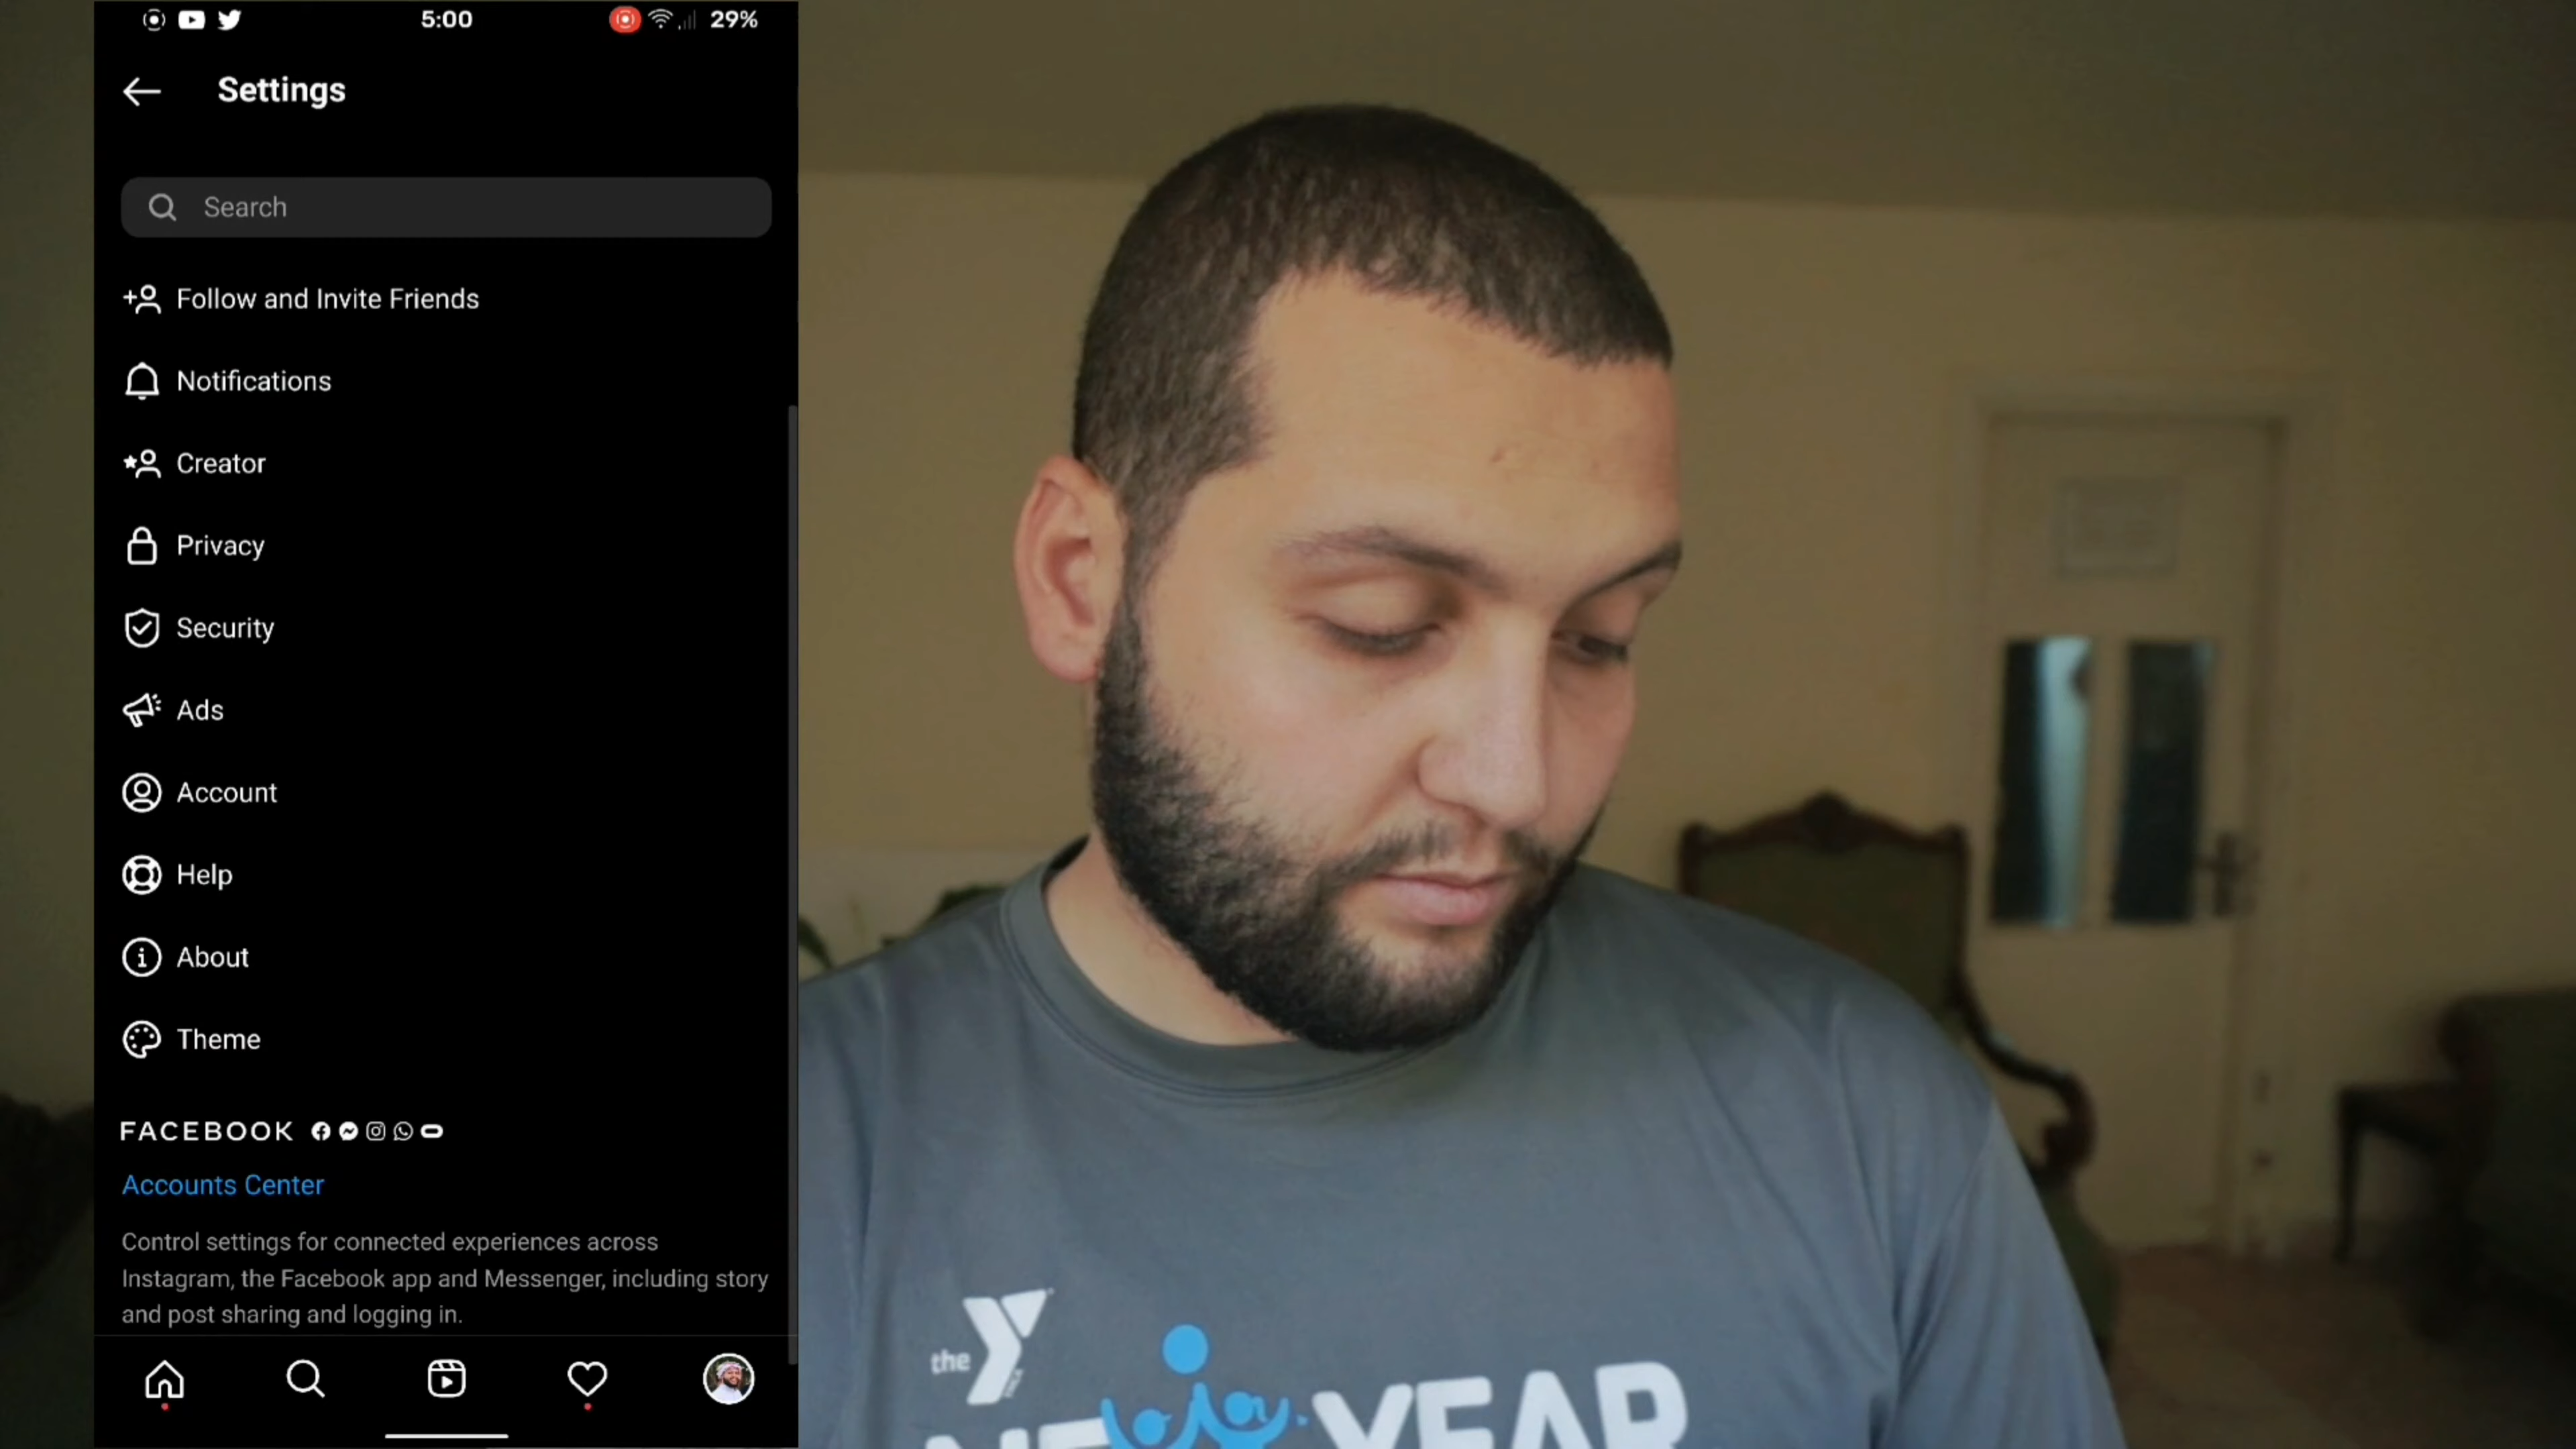 5:00
29%
Settings
Search
Follow and Invite Friends
Notifications
Creator
Privacy
Security
Ads
Account
Help
About
Theme
FACEBOOK
Accounts Center
Control settings for connected experiences across
Instagram, the Facebook app and Messenger, including story
and post sharing and logging in.
the Y
YEAR